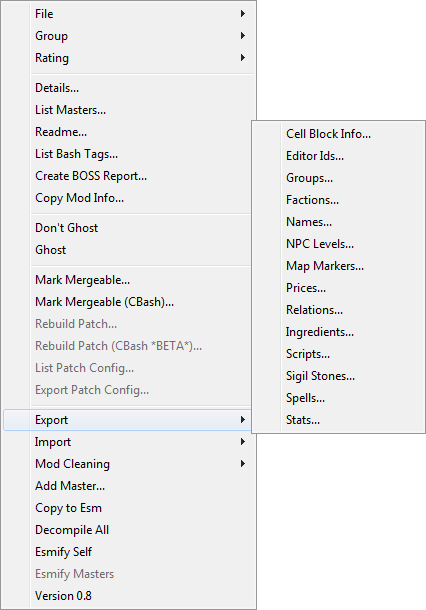 File
Group
Rating
Details...
List Masters...
Readme...
List Bash Tags...
Create BOSS Report...
Copy Mod Info...
Don't Ghost
Ghost
Mark Mergeable...
Mark Mergeable (CBash)...
Rebuild Patch...
Rebuild Patch (CBash *BETA*)...
List Patch Config...
Export Patch Config...
Export
Import
Mod Cleaning
Add Master...
Copy to Esm
Decompile All
Esmify Self
Esmify Masters
Version 0.8
Cell Block Info...
Editor Ids...
Groups...
Factions...
Names...
NPC Levels...
Map Markers...
Prices...
Relations...
Ingredients...
Scripts...
Sigil Stones...
Spells...
Stats...